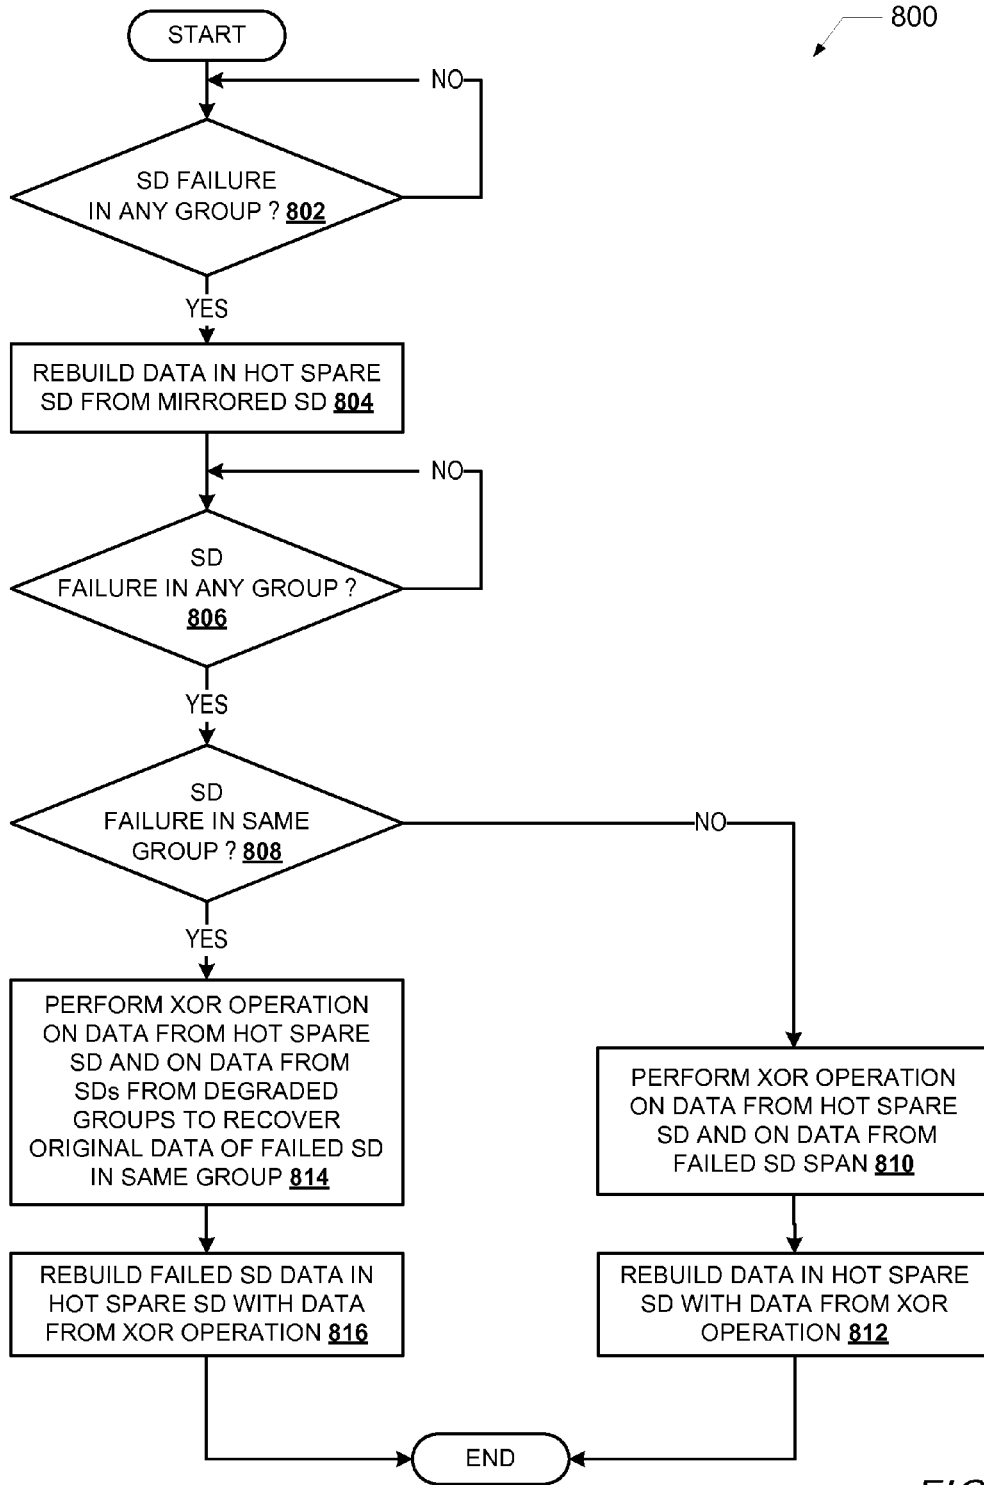 800
START
NO
SD FAILURE
IN ANY GROUP ? 802
YES
REBUILD DATA IN HOT SPARE
SD FROM MIRRORED SD 804
NO
SD
FAILURE IN ANY GROUP ?
806
YES
SD
FAILURE IN SAME
GROUP ? 808
NO
YES
PERFORM XOR OPERATION
ON DATA FROM HOT SPARE
SD AND ON DATA FROM
SDs FROM DEGRADED
GROUPS TO RECOVER
ORIGINAL DATA OF FAILED SD
IN SAME GROUP 814
PERFORM XOR OPERATION
ON DATA FROM HOT SPARE
SD AND ON DATA FROM
FAILED SD SPAN 810
REBUILD FAILED SD DATA IN
HOT SPARE SD WITH DATA
FROM XOR OPERATION 816
REBUILD DATA IN HOT SPARE
SD WITH DATA FROM XOR
OPERATION 812
END